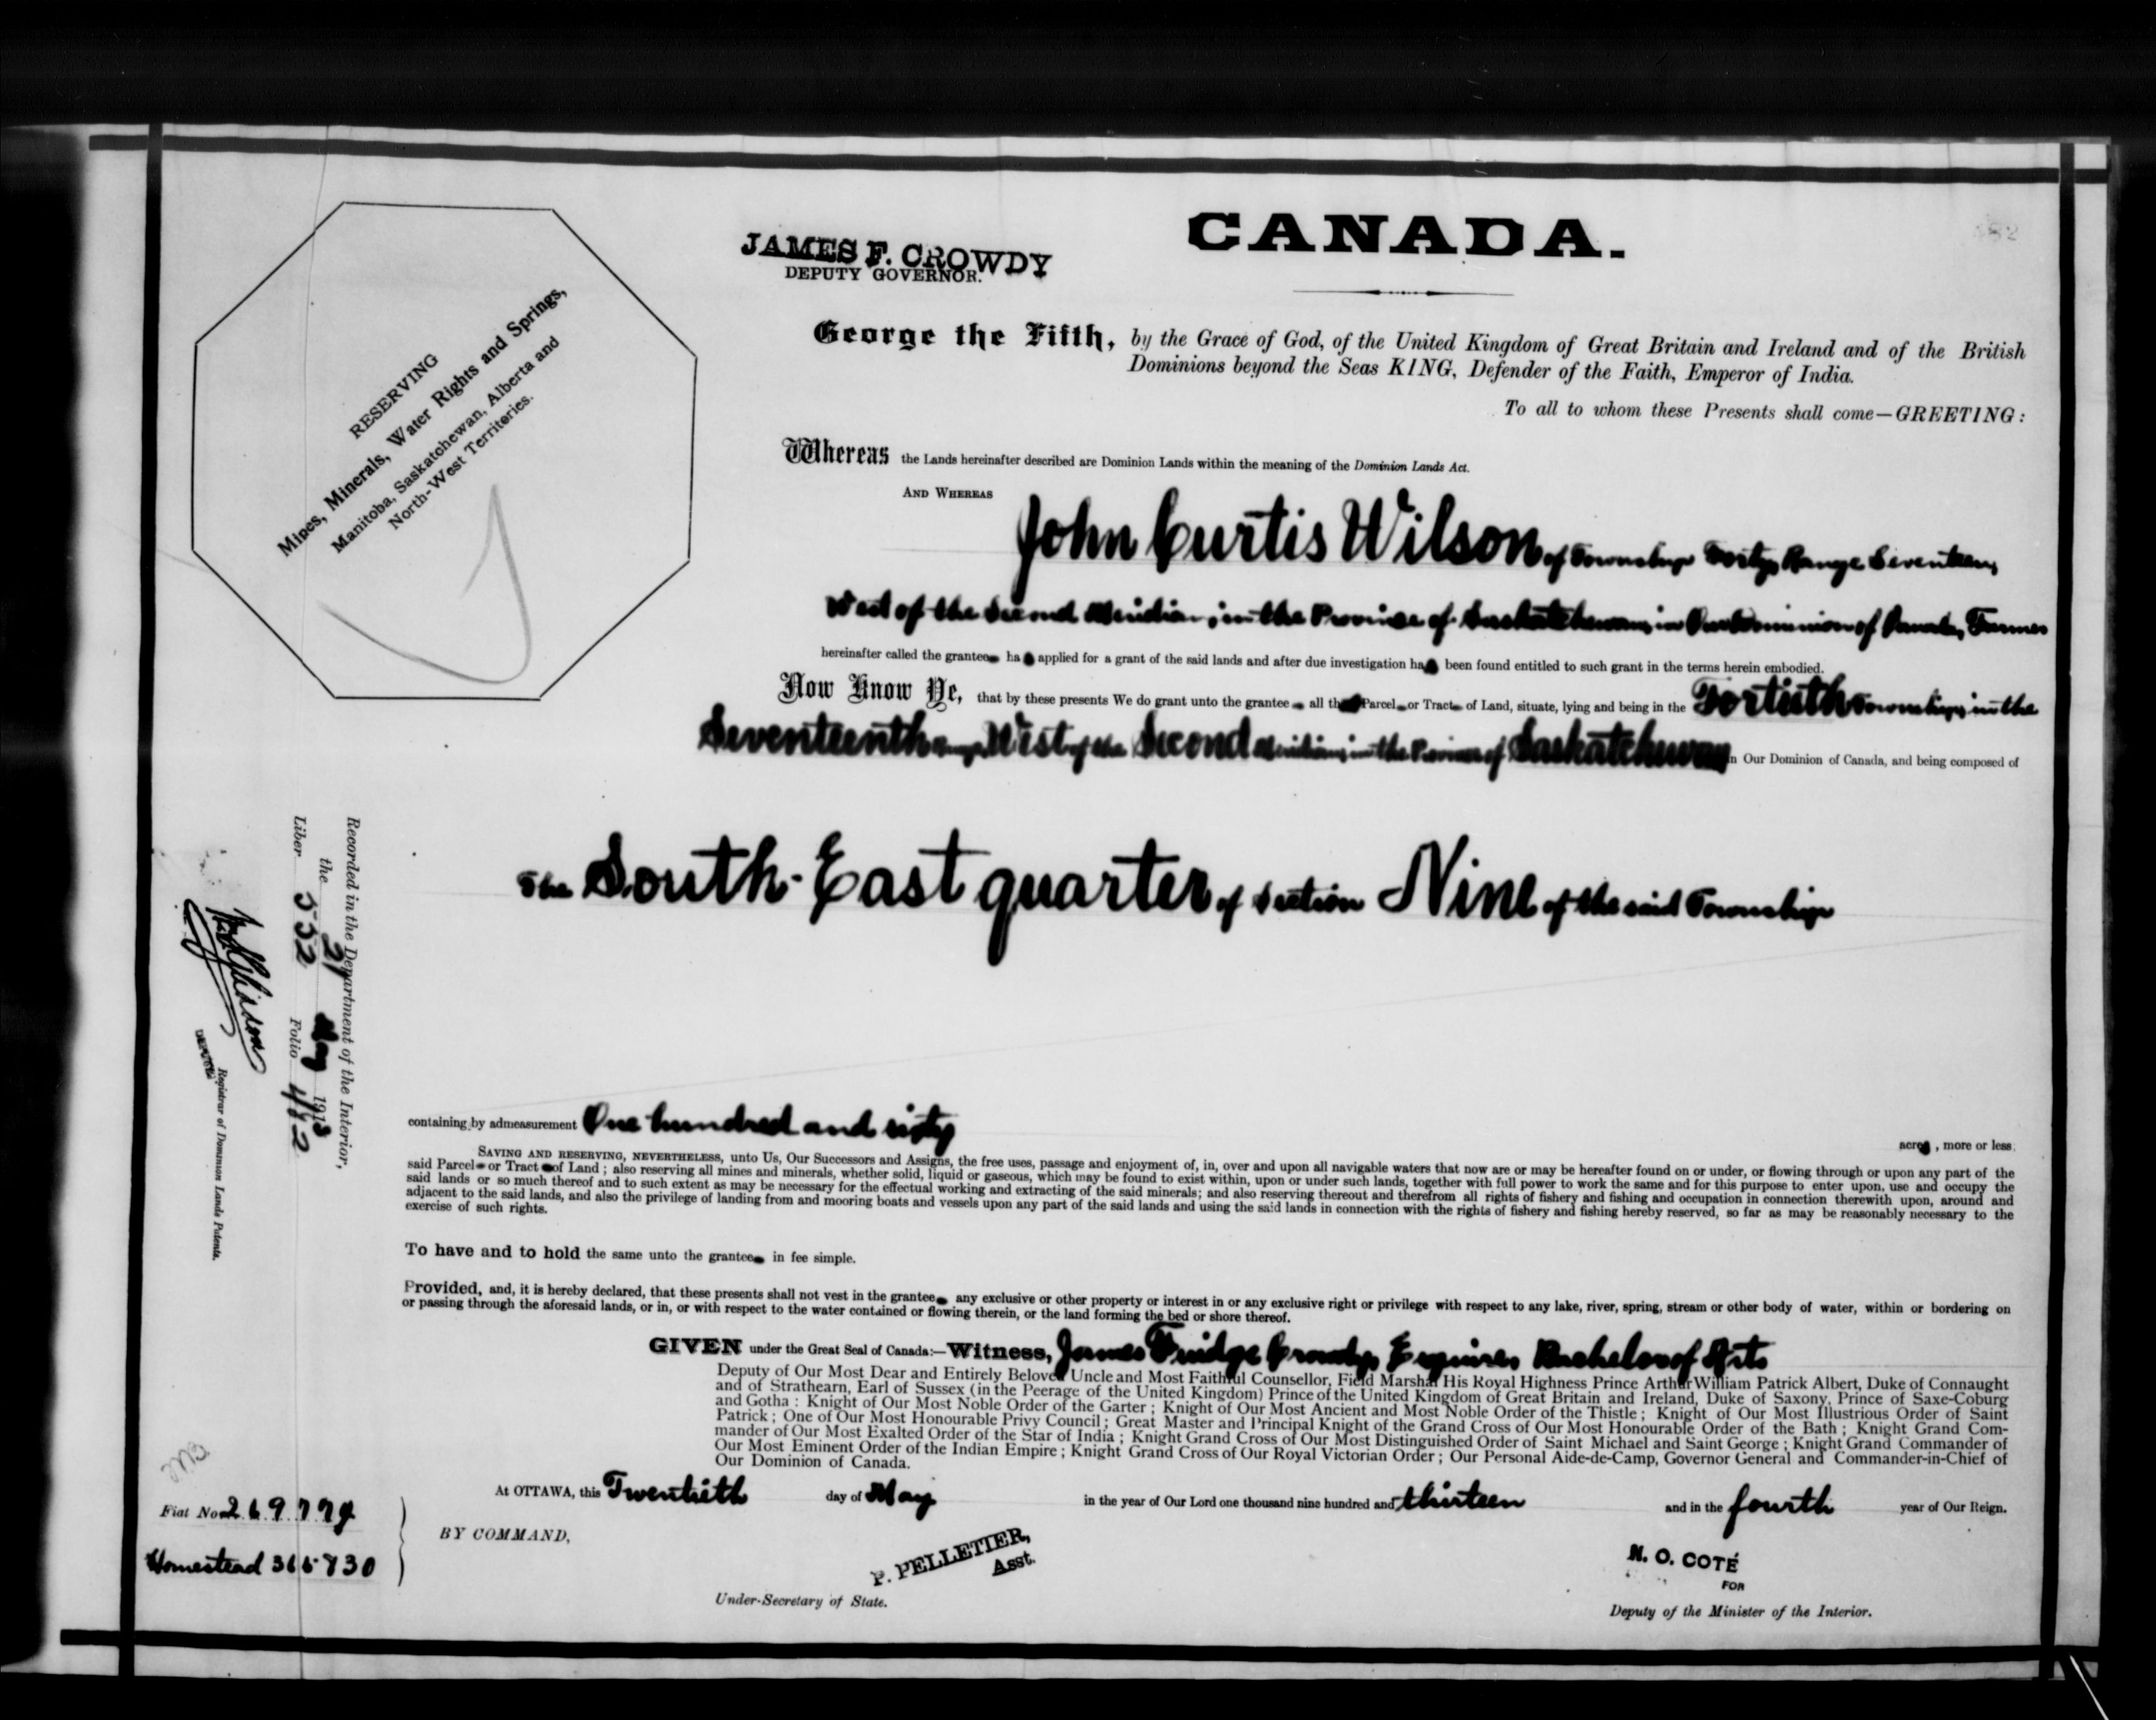 CANADA.
JAMES F. CROWDY
DEPUTY GOVERNOR.
RESERVING
Mines, Minerals, Water Rights and Springs,
Manitoba, Saskatchewan, Alberta and
North-West Territories.
George the Fifth, by the Grace of God, of the United Kingdom of Great Britain and Ireland and of the British
Dominions beyond the Seas KING, Defender of the Faith, Emperor of India.
To all to whom these Presents shall come—GREETING:
Whereas the Lands hereinafter described are Dominion Lands within the meaning of the Dominion Lands Act.
AND WHEREAS
John Curtis Wilson of Township Forty, Range Seventeen,
West of the Second Meridian, in the Province of Saskatchewan, in Our Dominion of Canada, Farmer
hereinafter called the grantee ha applied for a grant of the said lands and after due investigation ha been found entitled to such grant in the terms herein embodied.
Now Know Ye, that by these presents We do grant unto the grantee all th Parcel or Tract of Land, situate, lying and being in the Fortieth Township, in the
Seventeenth Range West of the Second Meridian, in the Province of Saskatchewan in Our Dominion of Canada, and being composed of
The South-East quarter of Section Nine of the said Township
containing by admeasurement One hundred and sixty
acres, more or less.
SAVING AND RESERVING, NEVERTHELESS, unto Us, Our Successors and Assigns, the free uses, passage and enjoyment of, in, over and upon all navigable waters that now are or may be hereafter found on or under, or flowing through or upon any part of the
said Parcel or Tract of Land; also reserving all mines and minerals, whether solid, liquid or gaseous, which may be found to exist within, upon or under such lands, together with full power to work the same and for this purpose to enter upon, use and occupy the
said lands or so much thereof and to such extent as may be necessary for the effectual working and extracting of the said minerals; and also reserving thereout and therefrom all rights of fishery and fishing and occupation in connection therewith upon, around and
adjacent to the said lands, and also the privilege of landing from and mooring boats and vessels upon any part of the said lands and using the said lands in connection with the rights of fishery and fishing hereby reserved, so far as may be reasonably necessary to the
exercise of such rights.
To have and to hold the same unto the grantee in fee simple.
Provided, and, it is hereby declared, that these presents shall not vest in the grantee any exclusive or other property or interest in or any exclusive right or privilege with respect to any lake, river, spring, stream or other body of water, within or bordering on
or passing through the aforesaid lands, or in, or with respect to the water contained or flowing therein, or the land forming the bed or shore thereof.
GIVEN under the Great Seal of Canada:—Witness, James Fuidge Crowdy, Esquire, Bachelor of Arts
Deputy of Our Most Dear and Entirely Beloved Uncle and Most Faithful Counsellor, Field Marshal His Royal Highness Prince Arthur William Patrick Albert, Duke of Connaught
and of Strathearn, Earl of Sussex (in the Peerage of the United Kingdom) Prince of the United Kingdom of Great Britain and Ireland, Duke of Saxony, Prince of Saxe-Coburg
and Gotha: Knight of Our Most Noble Order of the Garter; Knight of Our Most Ancient and Most Noble Order of the Thistle; Knight of Our Most Illustrious Order of Saint
Patrick; One of Our Most Honourable Privy Council; Great Master and Principal Knight of the Grand Cross of Our Most Honourable Order of the Bath; Knight Grand Com-
mander of Our Most Exalted Order of the Star of India; Knight Grand Cross of Our Most Distinguished Order of Saint Michael and Saint George; Knight Grand Commander of
Our Most Eminent Order of the Indian Empire; Knight Grand Cross of Our Royal Victorian Order; Our Personal Aide-de-Camp, Governor General and Commander-in-Chief of
Our Dominion of Canada.
At OTTAWA, this Twentieth day of May in the year of Our Lord one thousand nine hundred and thirteen and in the fourth year of Our Reign.
BY COMMAND,
P. PELLETIER,
Asst.
Under-Secretary of State.
N. O. COTÉ
FOR
Deputy of the Minister of the Interior.
Recorded in the Department of the Interior,
the 21 May 1913
Liber 532 Folio 482
DEPUTY
Registrar of Dominion Lands Patents.
Fiat No
Homestead